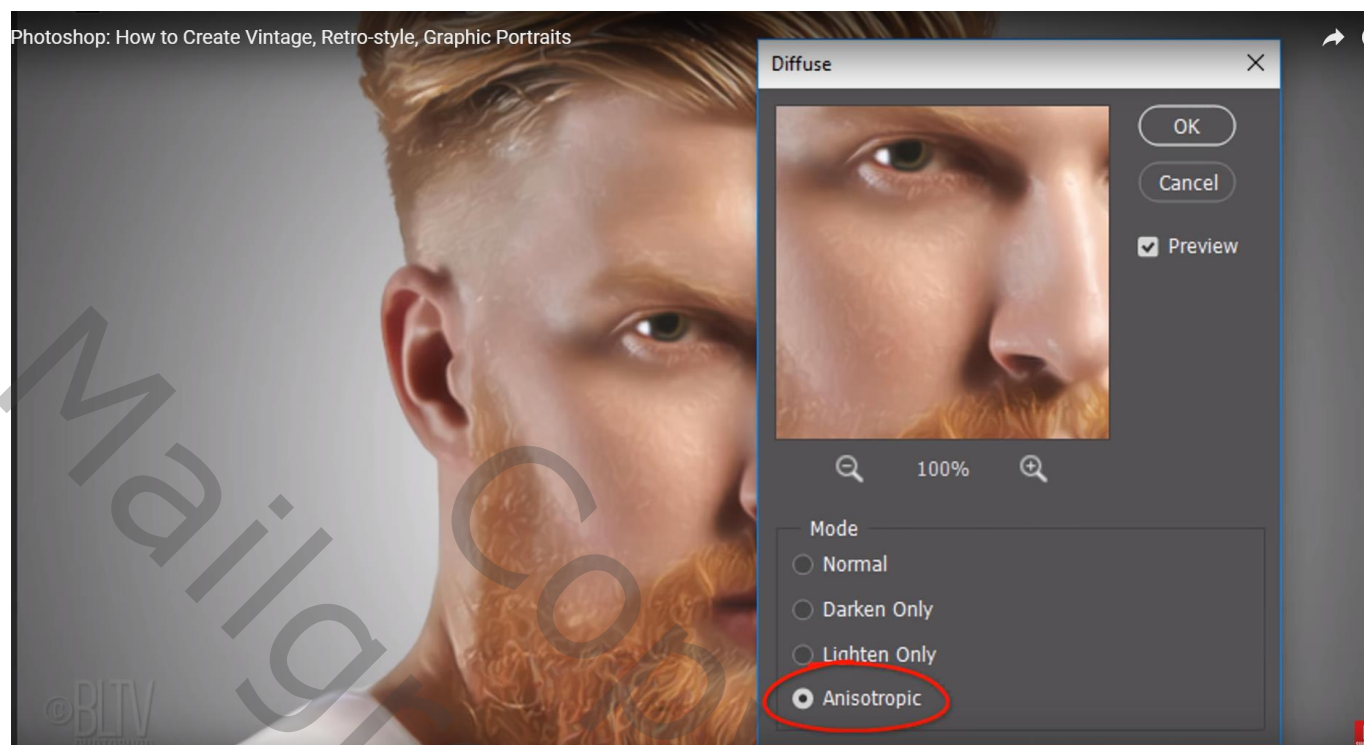 Photoshop: How to Create Vintage, Retro-style, Graphic Portraits
Diffuse
OK
Cancel
Preview
100%
Mode
Normal
Darken Only
Lighten Only
Anisotropic
©BLTV